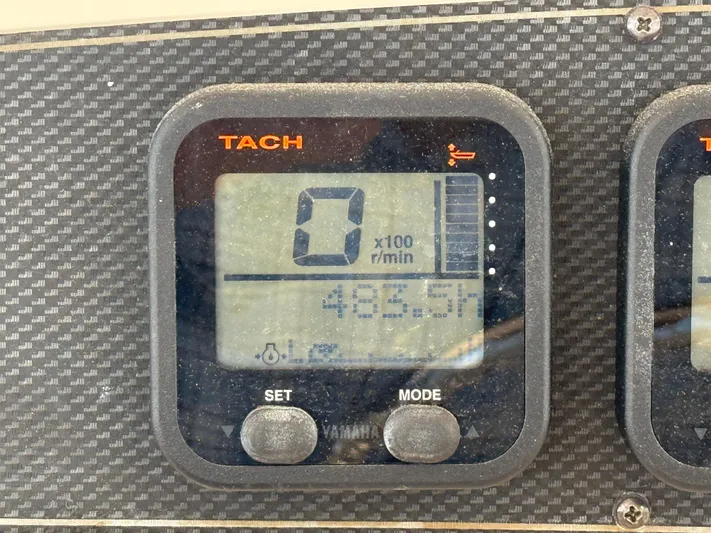 TACH
0
x100
r/min
483.5h
SET
MODE
YAMAHA